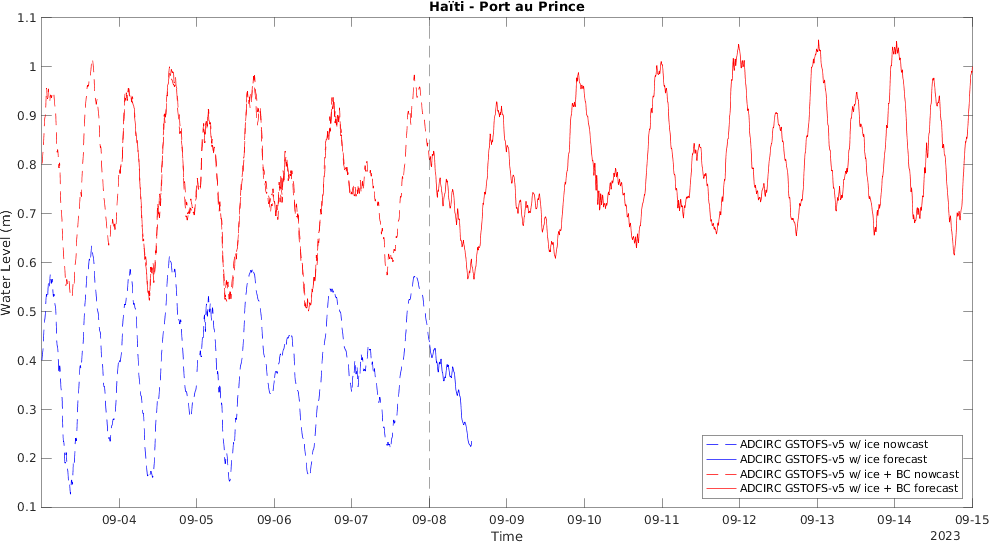 Haïti - Port au Prince
Water Level (m)
1.1
1
0.9
0.8
0.7
0.6
0.5
0.4
0.3
0.2
0.1
09-04 09-05 09-06 09-07 09-08 09-09 09-10 09-11 09-12 09-13 09-14 09-15
2023
Time
ADCIRC GSTOFS-v5 w/ ice nowcast
ADCIRC GSTOFS-v5 w/ ice forecast
ADCIRC GSTOFS-v5 w/ ice + BC nowcast
ADCIRC GSTOFS-v5 w/ ice + BC forecast